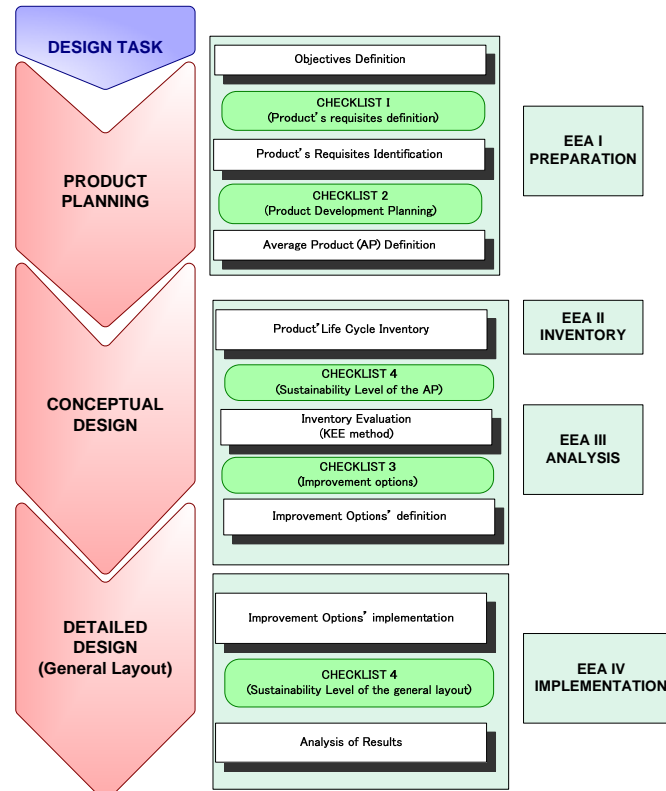 DESIGN TASK
Objectives Definition
CHECKLIST I
(Product's requisites definition)
Product's Requisites Identification
CHECKLIST 2
(Product Development Planning)
Average Product (AP) Definition
PRODUCT
PLANNING
EEA I
PREPARATION
Product'Life Cycle Inventory
CHECKLIST 4
(Sustainability Level of the AP)
Inventory Evaluation
(KEE method)
CHECKLIST 3
(Improvement options)
Improvement Options' definition
CONCEPTUAL
DESIGN
EEA II
INVENTORY
EEA III
ANALYSIS
Improvement Options' implementation
CHECKLIST 4
(Sustainability Level of the general layout)
Analysis of Results
DETAILED
DESIGN
(General Layout)
EEA IV
IMPLEMENTATION